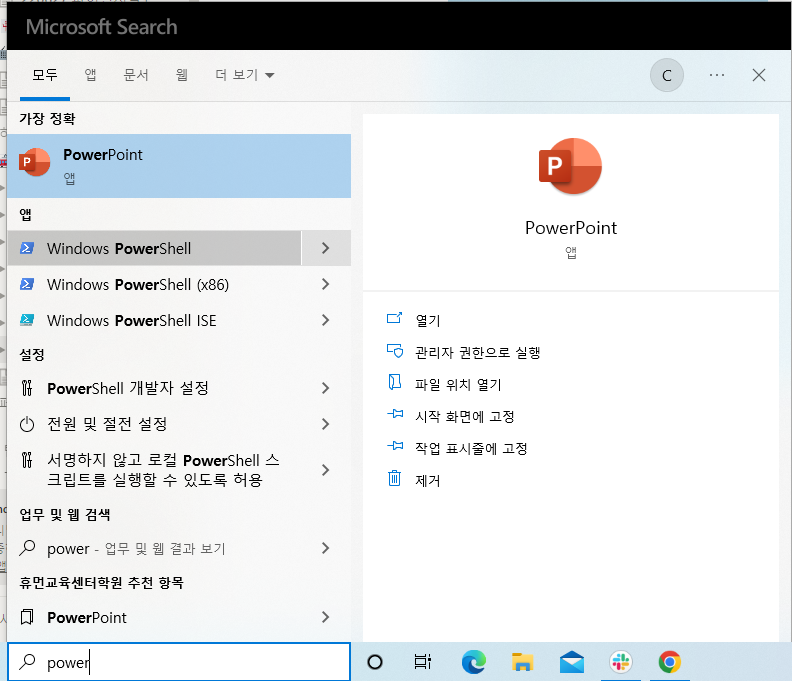 Microsoft Search
모두 앱 문서 웹 더 보기 C
가장 정확
PowerPoint
앱
앱
Windows PowerShell
Windows PowerShell (x86)
Windows PowerShell ISE
설정
PowerShell 개발자 설정
전원 및 절전 설정
서명하지 않고 로컬 PowerShell 스
크립트를 실행할 수 있도록 허용
업무 및 웹 검색
power - 업무 및 웹 결과 보기
휴먼교육센터학원 추천 항목
PowerPoint
P
PowerPoint
앱
열기
관리자 권한으로 실행
파일 위치 열기
시작 화면에 고정
작업 표시줄에 고정
제거
power